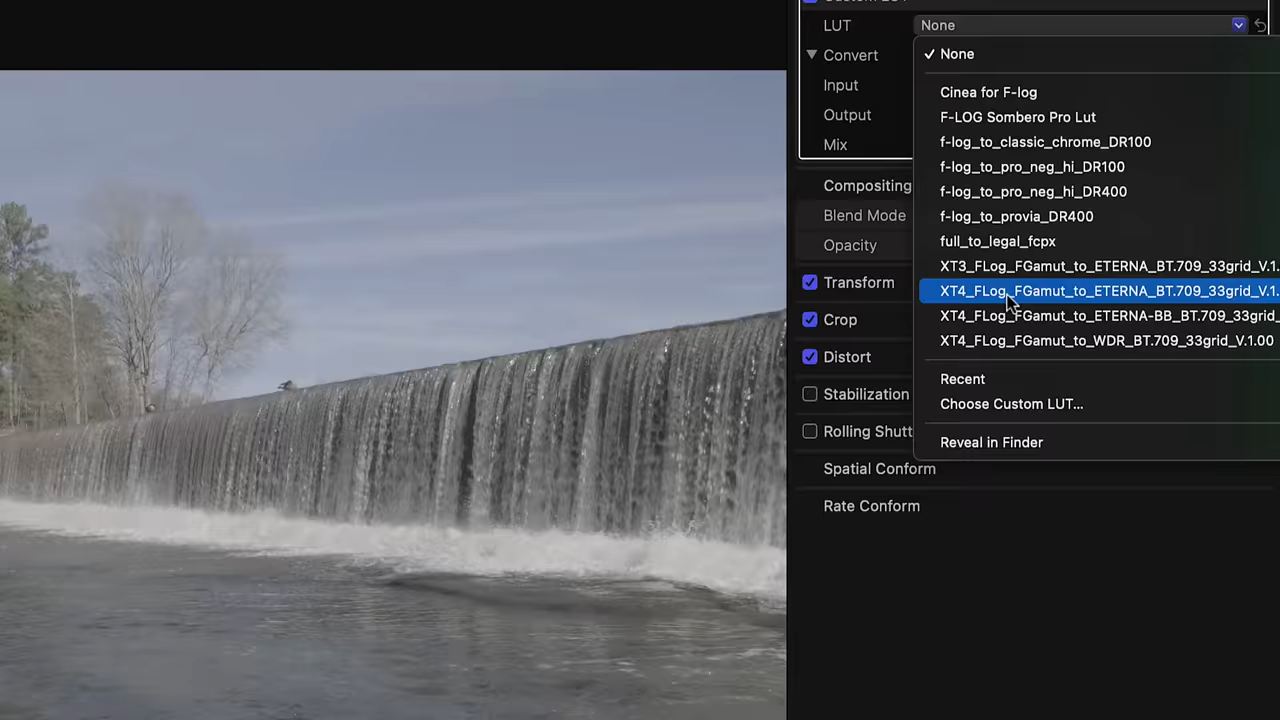 LUT None
None
Convert
Input
Cinea for F-log
Output
F-LOG Sombero Pro Lut
Mix
f-log_to_classic_chrome_DR100
f-log_to_pro_neg_hi_DR100
Compositing
f-log_to_pro_neg_hi_DR400
Blend Mode
f-log_to_provia_DR400
Opacity
full_to_legal_fcpx
XT3_FLog_FGamut_to_ETERNA_BT.709_33grid_V.1.
Transform
XT4_FLog_FGamut_to_ETERNA_BT.709_33grid_V.1.
Crop
XT4_FLog_FGamut_to_ETERNA-BB_BT.709_33grid_
XT4_FLog_FGamut_to_WDR_BT.709_33grid_V.1.00
Distort
Recent
Stabilization
Choose Custom LUT...
Rolling Shutt
Reveal in Finder
Spatial Conform
Rate Conform